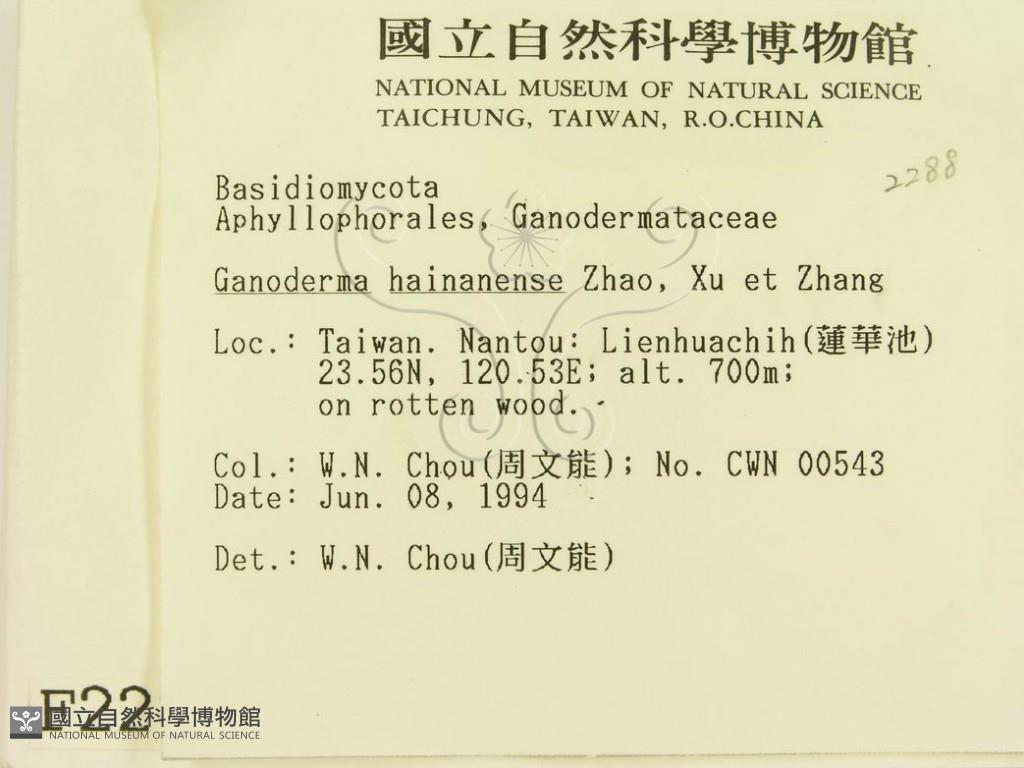 國立自然科學博物館
NATIONAL MUSEUM OF NATURAL SCIENCE
TAICHUNG, TAIWAN, R.O.CHINA
2288
Basidiomycota
Aphyllophorales, Ganodermataceae
Ganoderma hainanense Zhao, Xu et Zhang
Loc.: Taiwan. Nantou: Lienhuachih(蓮華池)
23.56N, 120.53E; alt. 700m;
on rotten wood.
Col.: W.N. Chou(周文能); No. CWN 00543
Date: Jun. 08, 1994
Det.: W.N. Chou(周文能)
F22
國立自然科學博物館
NATIONAL MUSEUM OF NATURAL SCIENCE